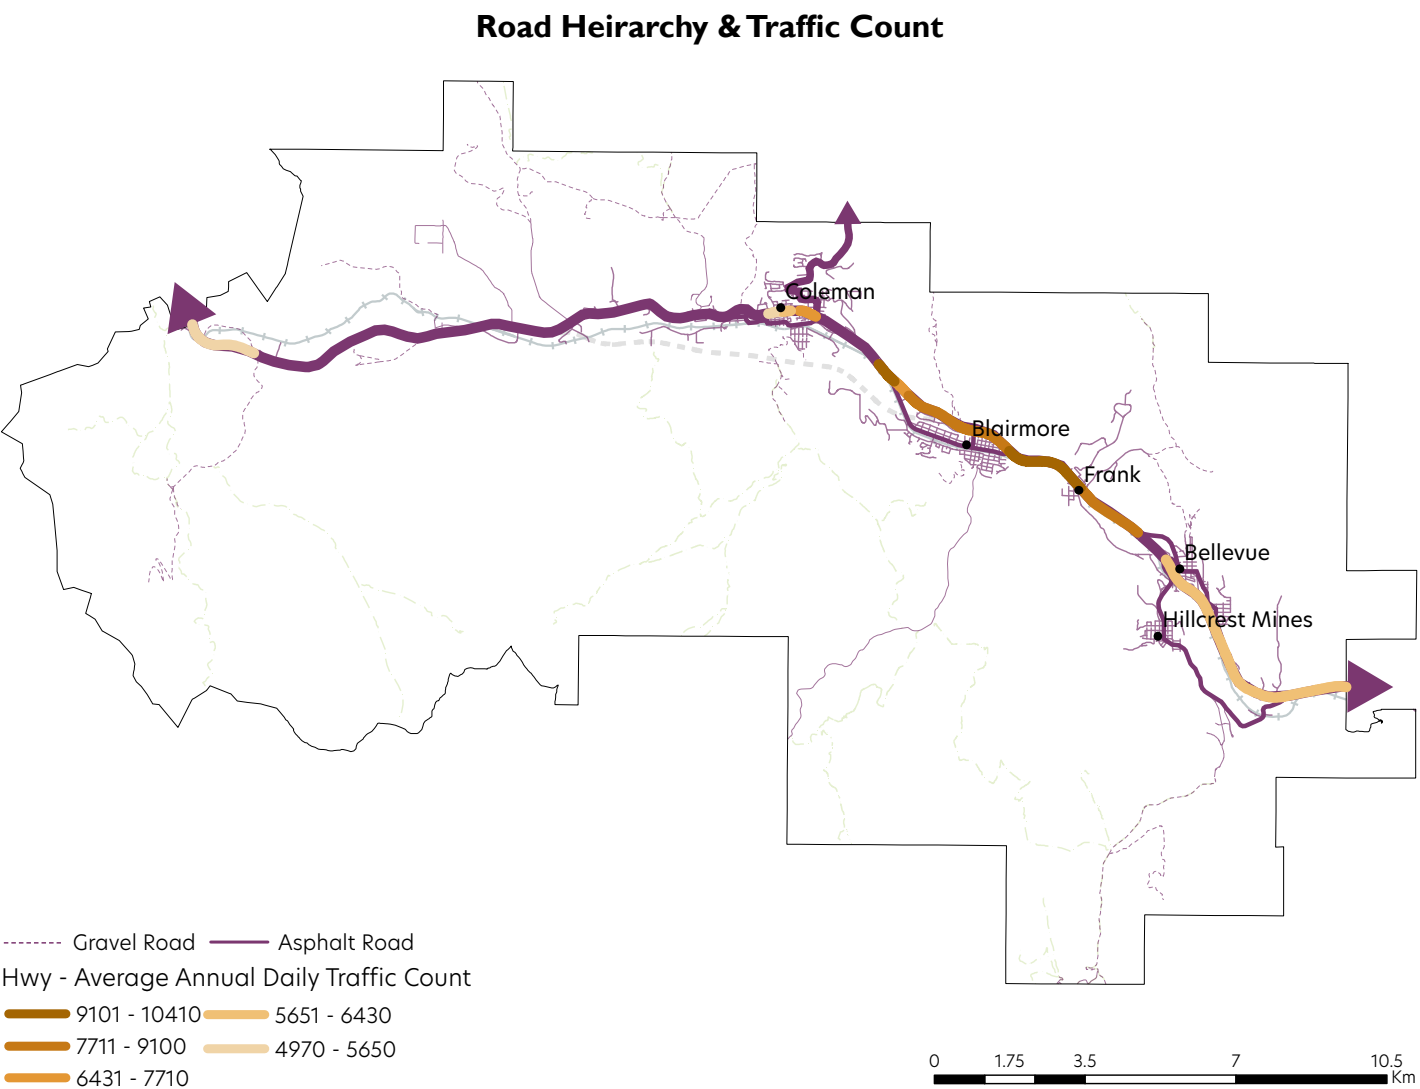 Road Heirarchy & Traffic Count
Coleman
Blairmore
Frank
Bellevue
Hillcrest Mines
Gravel Road
Asphalt Road
Hwy - Average Annual Daily Traffic Count
9101 - 10410
5651 - 6430
7711 - 9100
4970 - 5650
6431 - 7710
0 1.75 3.5 7 10.5
Km